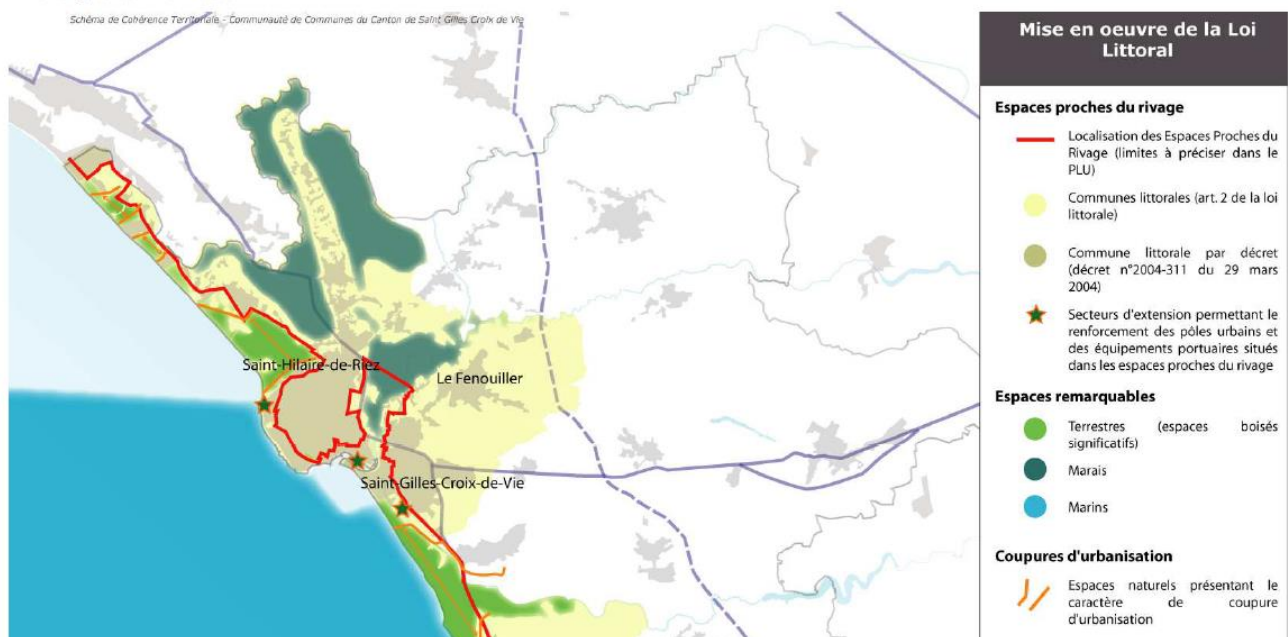 Schéma de Cohérence Territoriale - Communauté de Communes du Canton de Saint Gilles Croix de Vie
Saint-Hilaire-de-Riez
Le Fenouiller
Saint-Gilles-Croix-de-Vie
Mise en oeuvre de la Loi
Littoral
Espaces proches du rivage
Localisation des Espaces Proches du
Rivage (limites à préciser dans le
PLU)
Communes littorales (art. 2 de la loi
littorale)
Commune littorale par décret
(décret n°2004-311 du 29 mars
2004)
Secteurs d'extension permettant le
renforcement des pôles urbains et
des équipements portuaires situés
dans les espaces proches du rivage
Espaces remarquables
Terrestres (espaces boisés
significatifs)
Marais
Marins
Coupures d'urbanisation
Espaces naturels présentant le
caractère de coupure
d'urbanisation